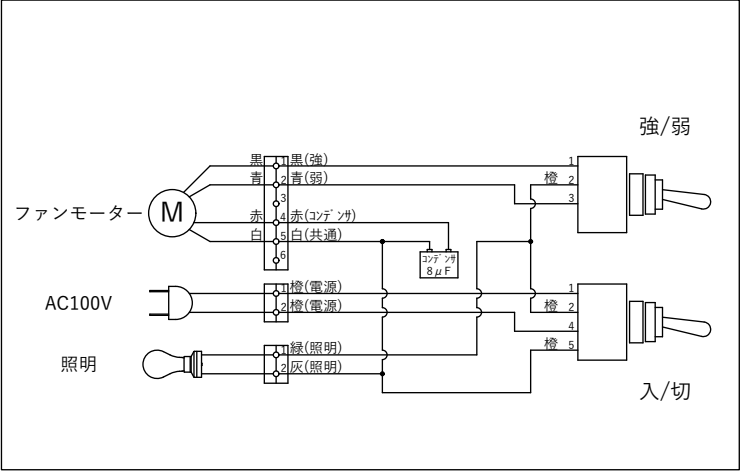 強/弱
黒 1 黒(強) 1
青 2 青(弱) 橙 2
3 3
ファンモーター M
赤 4 赤(コンデンサ)
白 5 白(共通)
6
コンデンサ
8μF
AC100V
1 橙(電源) 1
2 橙(電源) 橙 2
4
照明
1 緑(照明) 橙 5
2 灰(照明)
入/切